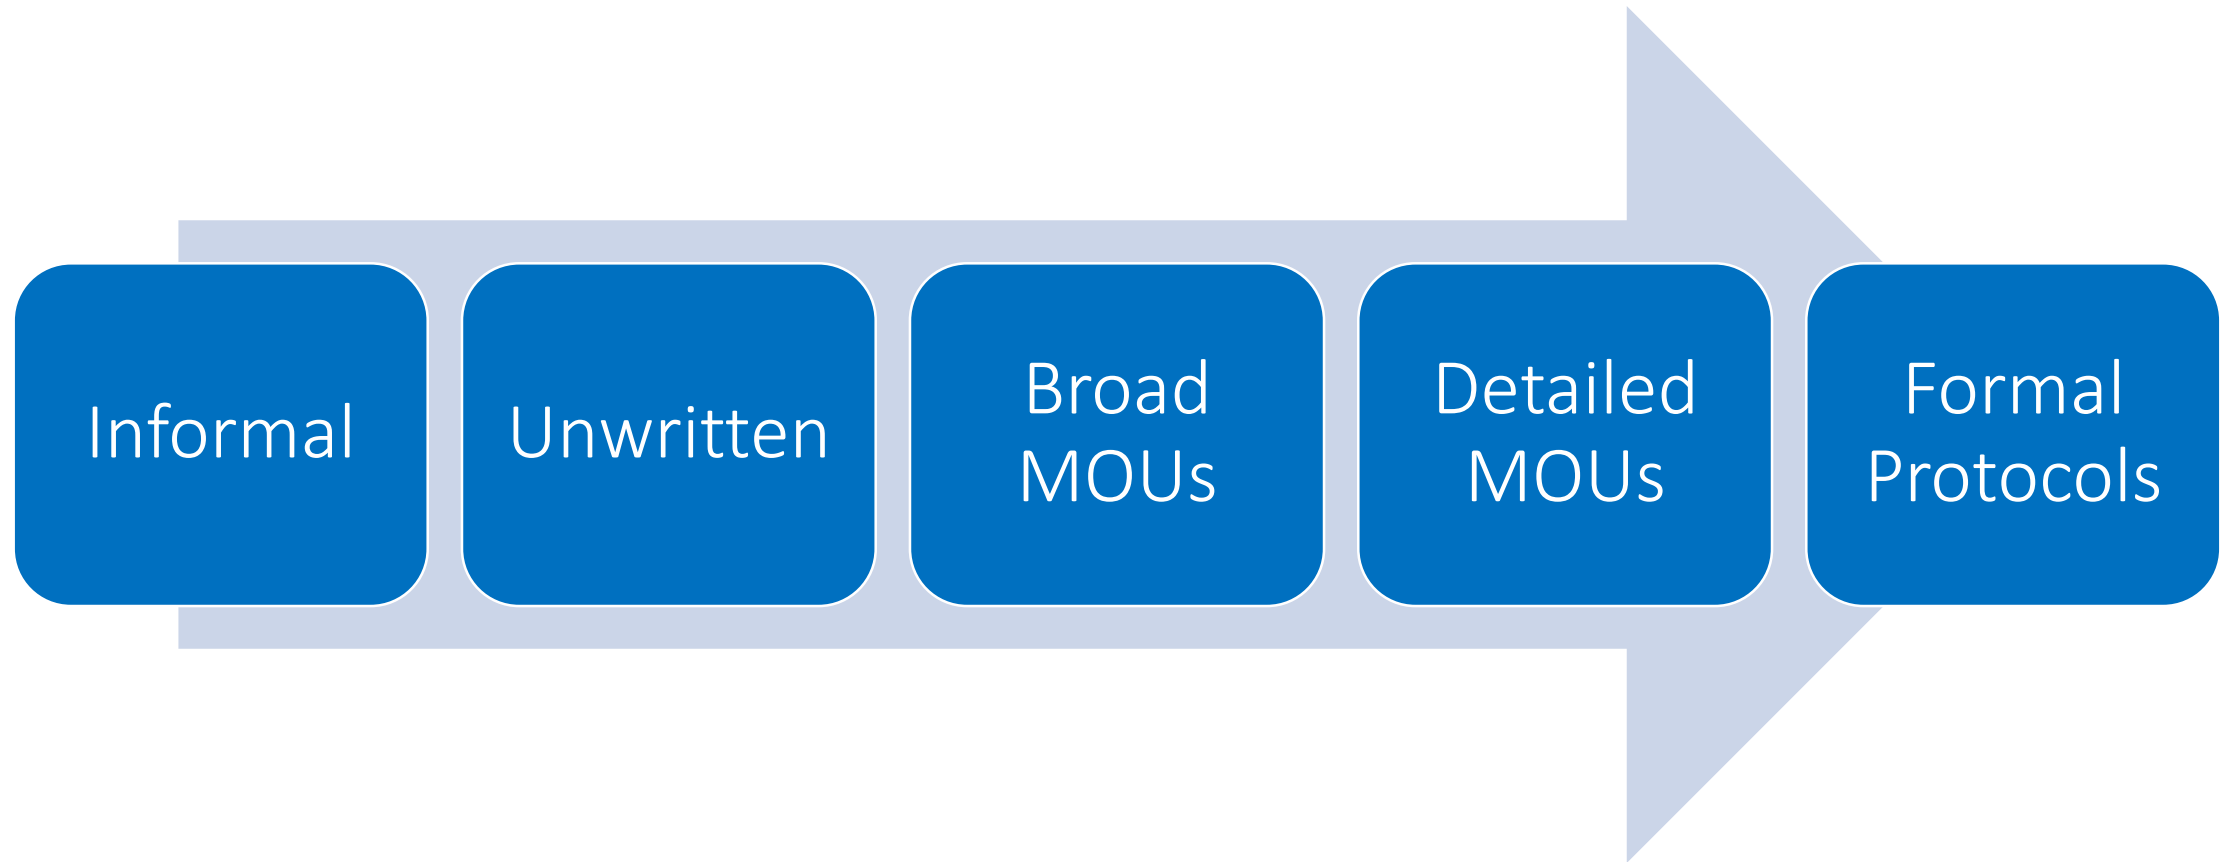 Informal
Unwritten
Broad
MOUs
Detailed
MOUs
Formal
Protocols